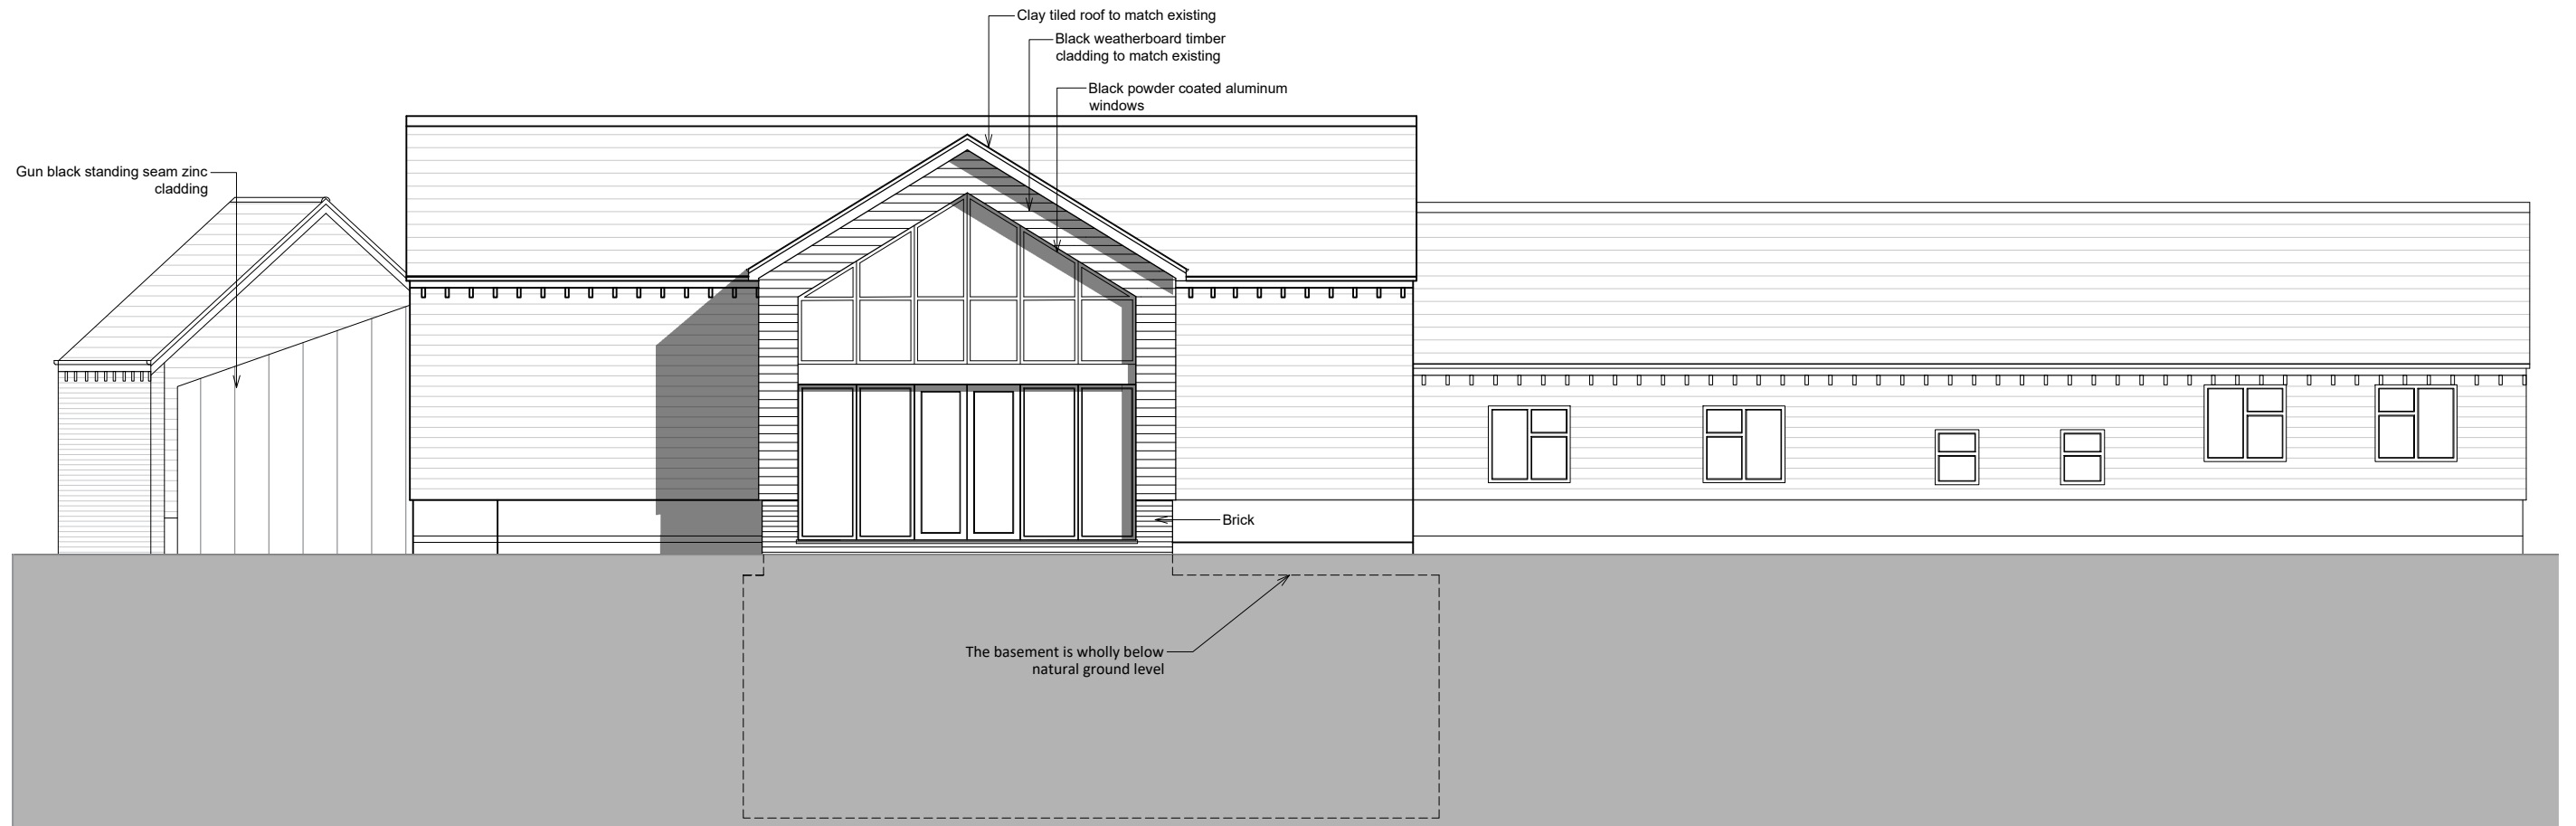 Clay tiled roof to match existing
Black weatherboard timber
cladding to match existing
Black powder coated aluminum
windows
Gun black standing seam zinc
cladding
Brick
The basement is wholly below
natural ground level